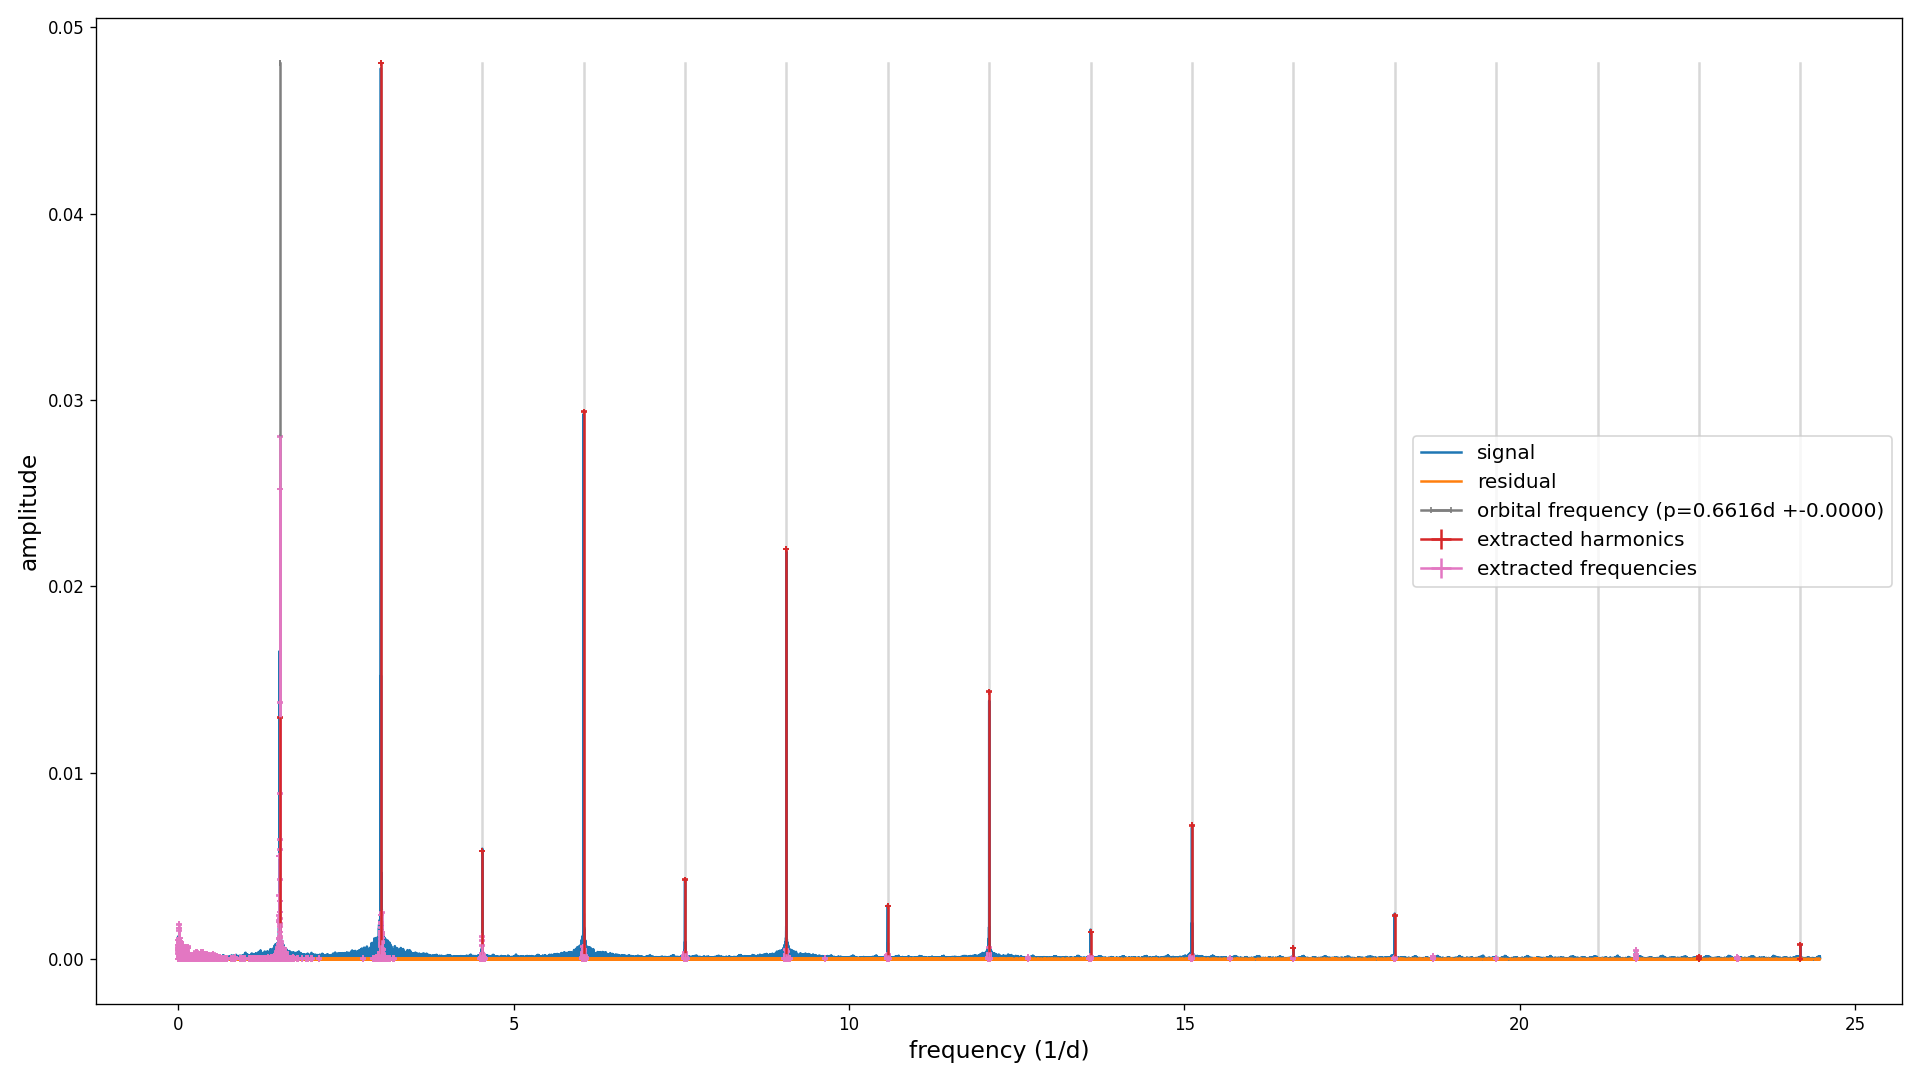 0.05
0.04
0.03
0.02
0.01
0.00
amplitude
0
5
10
15
20
25
frequency (1/d)
signal
residual
orbital frequency (p=0.6616d +-0.0000)
extracted harmonics
extracted frequencies